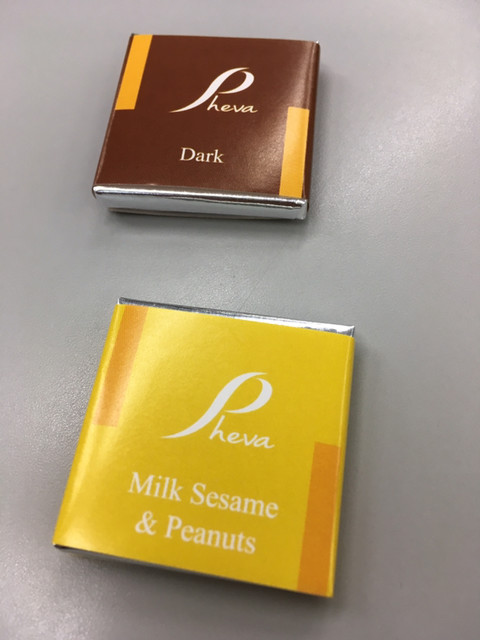 Pheva
Dark
Pheva
Milk Sesame
& Peanuts